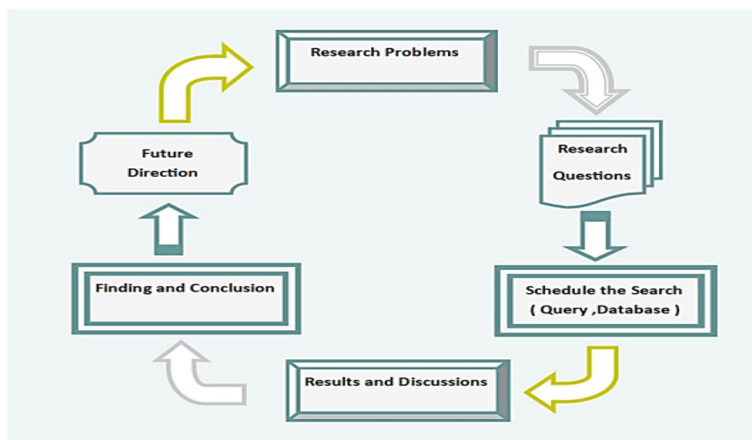 Research Problems
Research
Questions
Schedule the Search
( Query ,Database )
Results and Discussions
Finding and Conclusion
Future
Direction